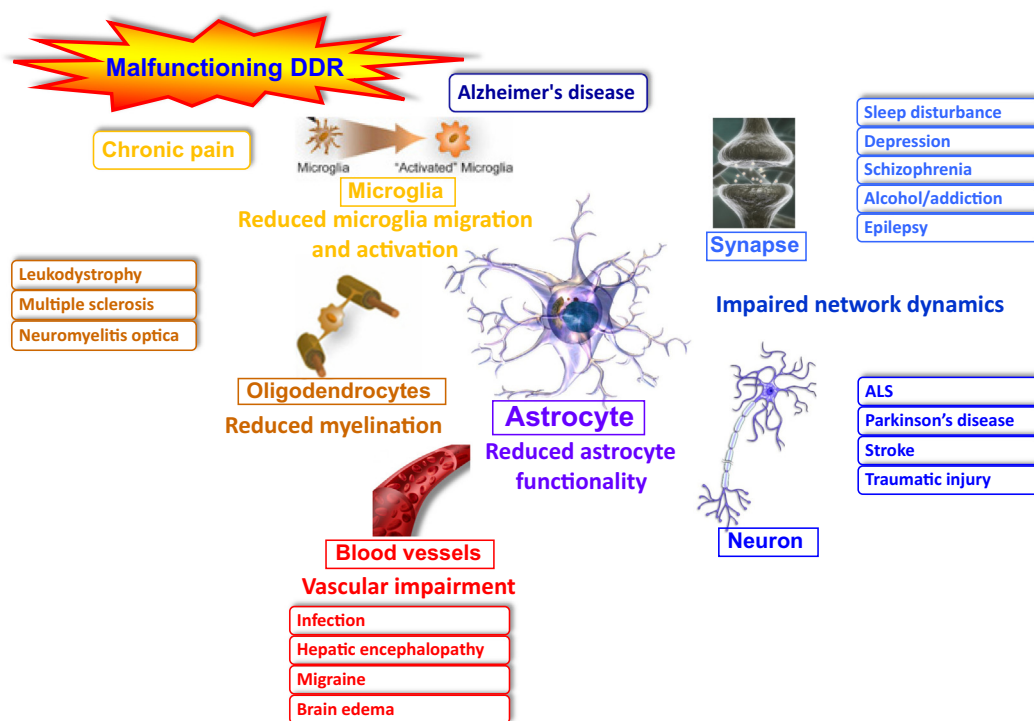 Malfunctioning DDR
Alzheimer's disease
Chronic pain
Microglia
"Activated" Microglia
Microglia
Reduced microglia migration
and activation
Sleep disturbance
Depression
Schizophrenia
Alcohol/addiction
Epilepsy
Synapse
Impaired network dynamics
Leukodystrophy
Multiple sclerosis
Neuromyelitis optica
Oligodendrocytes
Reduced myelination
Astrocyte
Reduced astrocyte
functionality
ALS
Parkinson’s disease
Stroke
Traumatic injury
Neuron
Blood vessels
Vascular impairment
Infection
Hepatic encephalopathy
Migraine
Brain edema